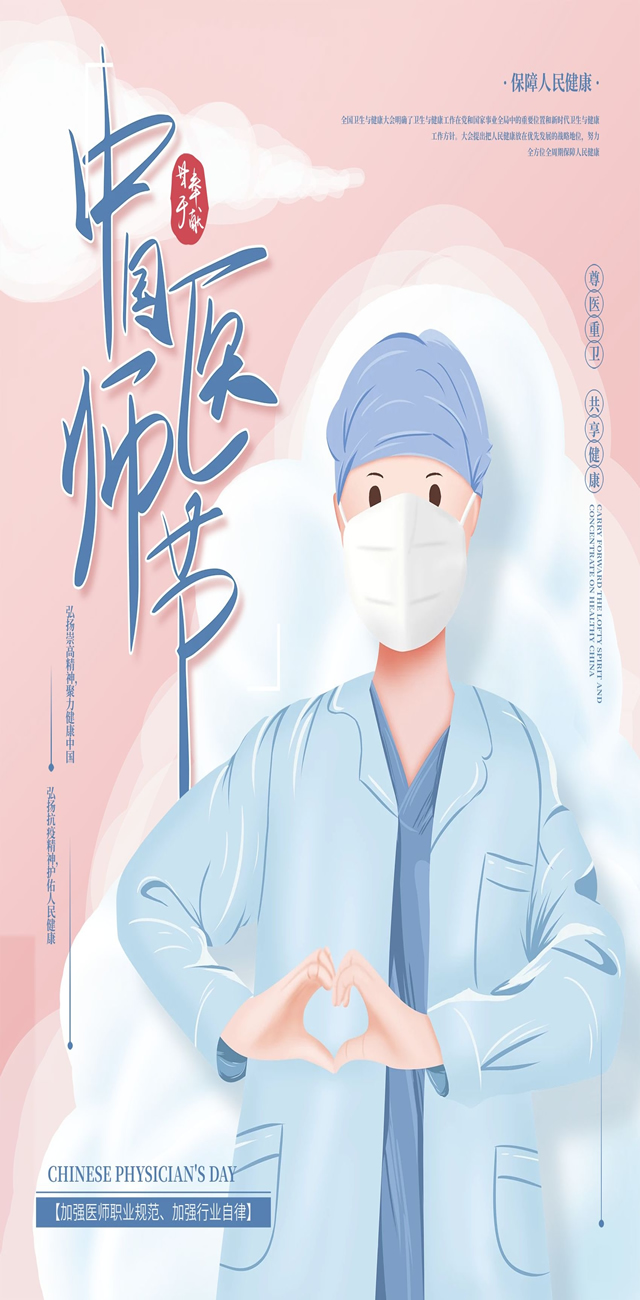 ·保障人民健康·
全国卫生与健康大会明确了卫生与健康工作在党和国家事业全局中的重要位置和新时代卫生与健康
工作方针。大会提出把人民健康放在优先发展的战略地位，努力
全方位全周期保障人民健康
中国医师节
奉献
于
尊医重卫
共享健康
CARRY FORWARD THE LOFTY SPIRIT AND
CONCENTRATE ON HEALTHY CHINA
弘扬崇高精神,聚力健康中国
弘扬抗疫精神,护佑人民健康
CHINESE PHYSICIAN'S DAY
【加强医师职业规范、加强行业自律】